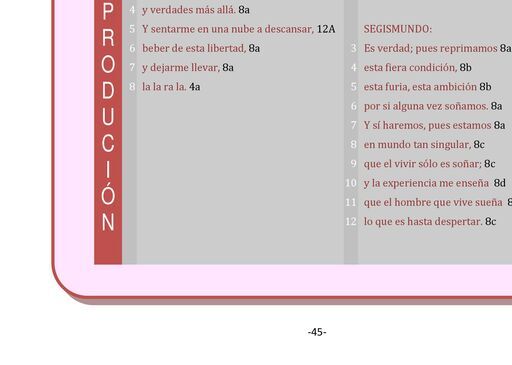 PRODUCIÓN
4 y verdades más allá. 8a
5 Y sentarme en una nube a descansar, 12A
6 beber de esta libertad, 8a
7 y dejarme llevar, 8a
8 la la ra la. 4a
SEGISMUNDO:
3 Es verdad; pues reprimamos 8a
4 esta fiera condición, 8b
5 esta furia, esta ambición 8b
6 por si alguna vez soñamos. 8a
7 Y sí haremos, pues estamos 8a
8 en mundo tan singular, 8c
9 que el vivir sólo es soñar; 8c
10 y la experiencia me enseña 8d
11 que el hombre que vive sueña 8
12 lo que es hasta despertar. 8c
-45-